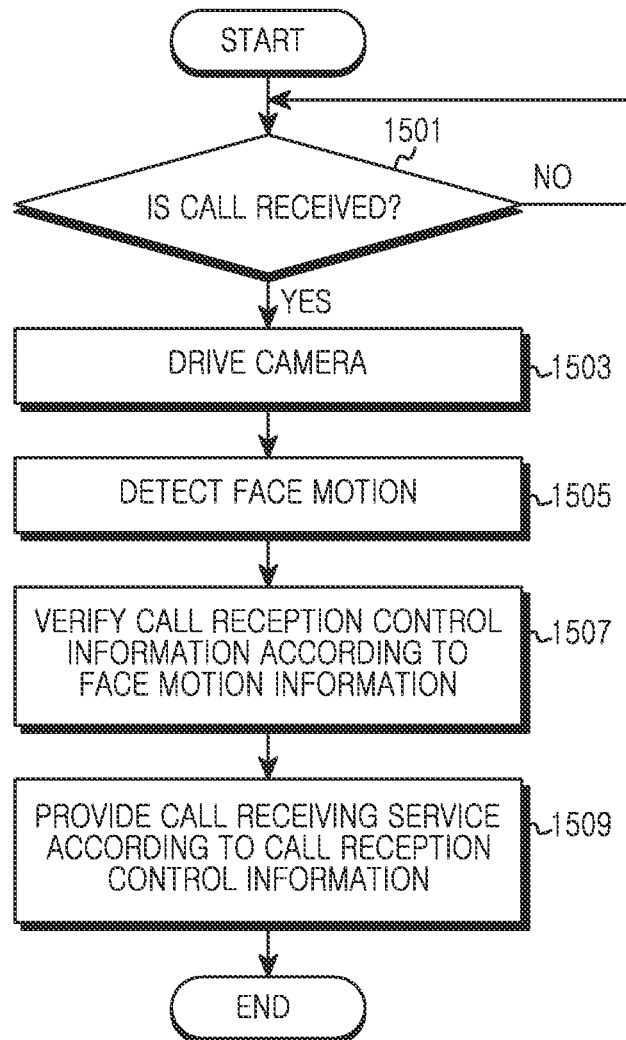 START
1501
IS CALL RECEIVED?
NO
YES
DRIVE CAMERA
1503
DETECT FACE MOTION
1505
VERIFY CALL RECEPTION CONTROL
INFORMATION ACCORDING TO
FACE MOTION INFORMATION
1507
PROVIDE CALL RECEIVING SERVICE
ACCORDING TO CALL RECEPTION
CONTROL INFORMATION
1509
END